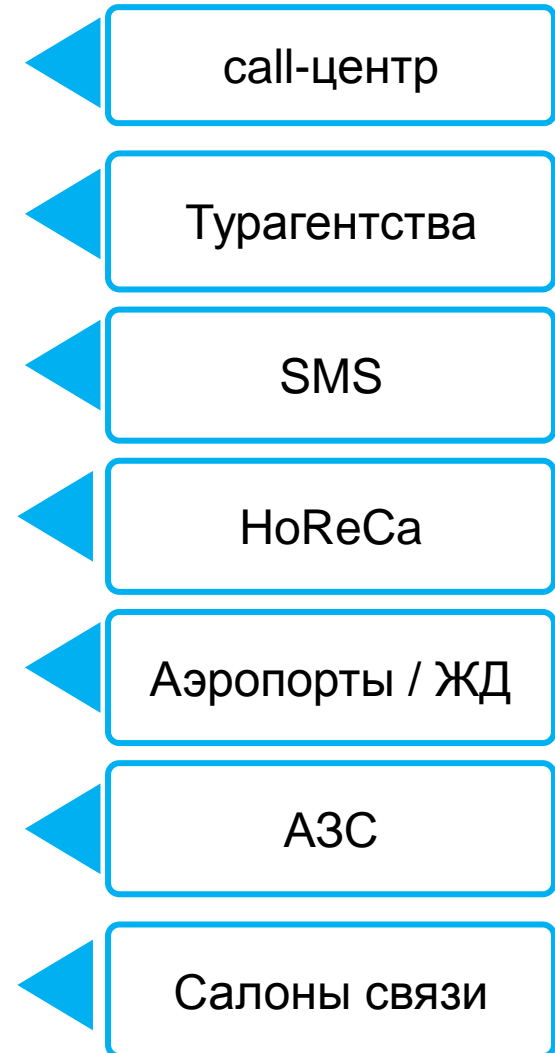 call-центр
Турагентства
SMS
HoReCa
Аэропорты / ЖД
АЗС
Салоны связи